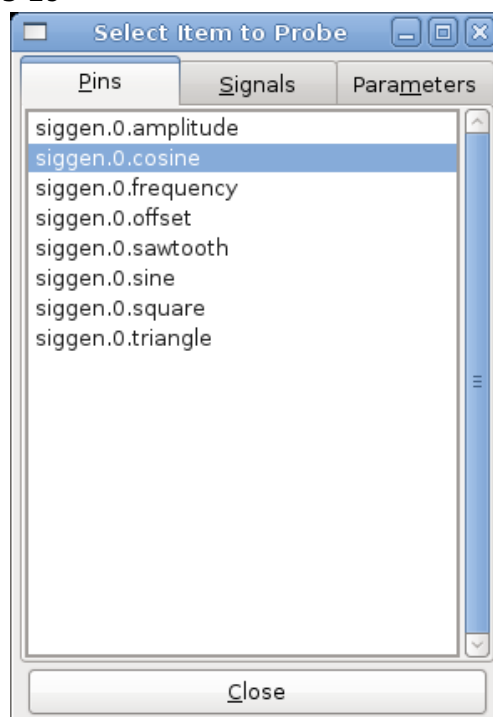 Select Item to Probe
Pins Signals Parameters
siggen.0.amplitude
siggen.0.cosine
siggen.0.frequency
siggen.0.offset
siggen.0.sawtooth
siggen.0.sine
siggen.0.square
siggen.0.triangle
Close